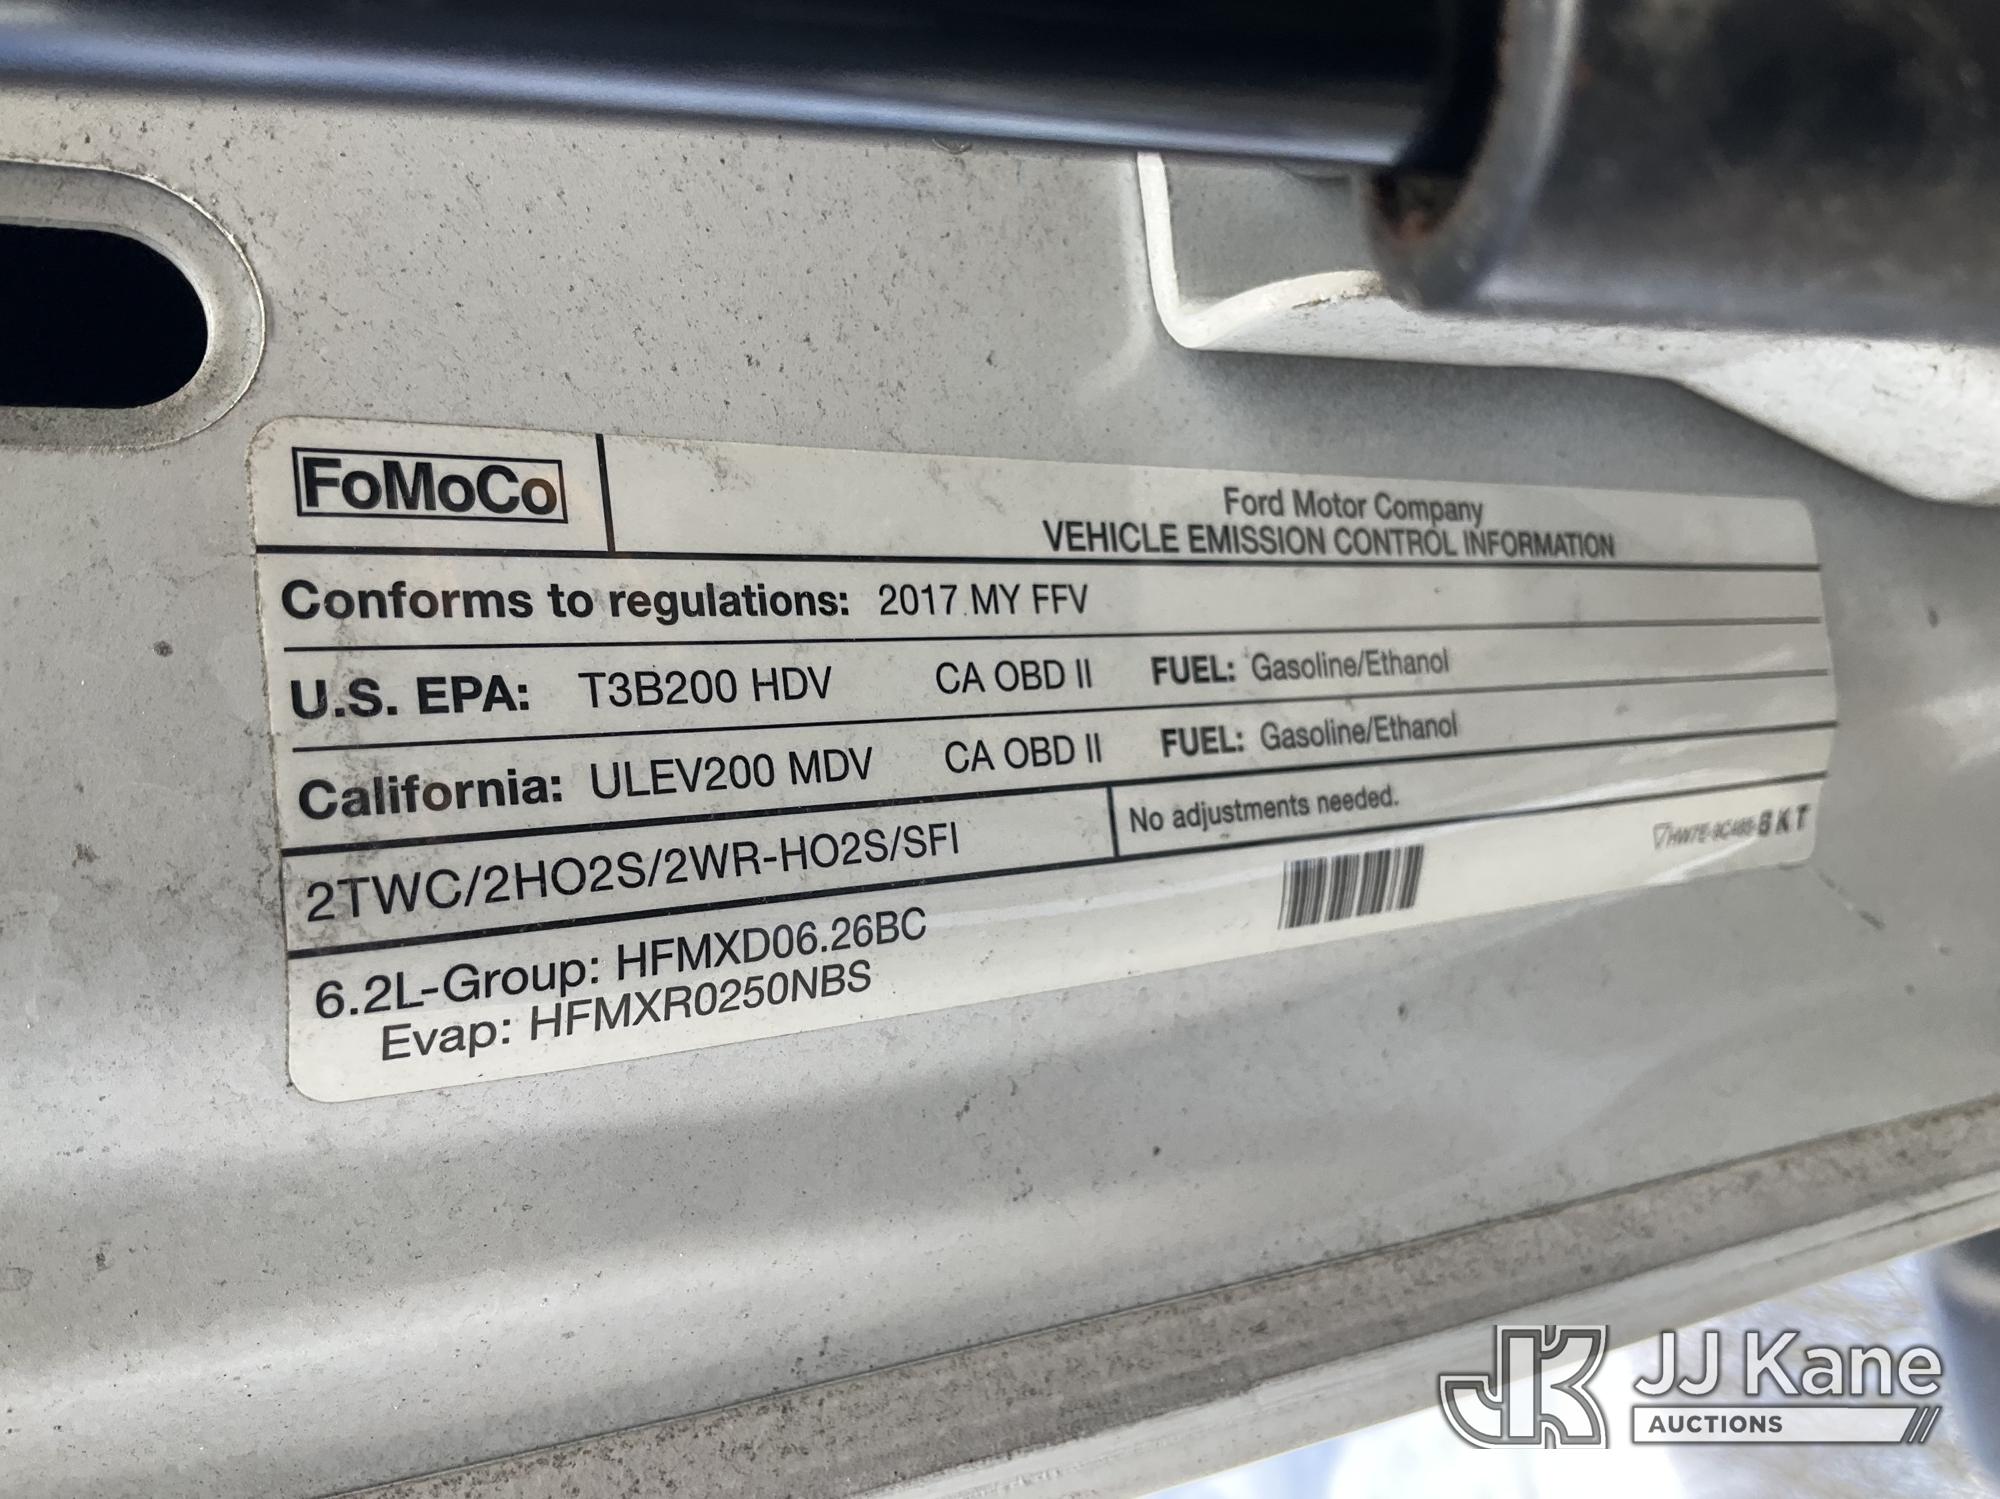 FoMoCo
Ford Motor Company
VEHICLE EMISSION CONTROL INFORMATION
Conforms to regulations: 2017 MY FFV
U.S. EPA: T3B200 HDV CA OBD II FUEL: Gasoline/Ethanol
California: ULEV200 MDV CA OBD II FUEL: Gasoline/Ethanol
2TWC/2HO2S/2WR-HO2S/SFI No adjustments needed.
6.2L-Group: HFMXD06.26BC
Evap: HFMXR0250NBS
JK JJ Kane
AUCTIONS